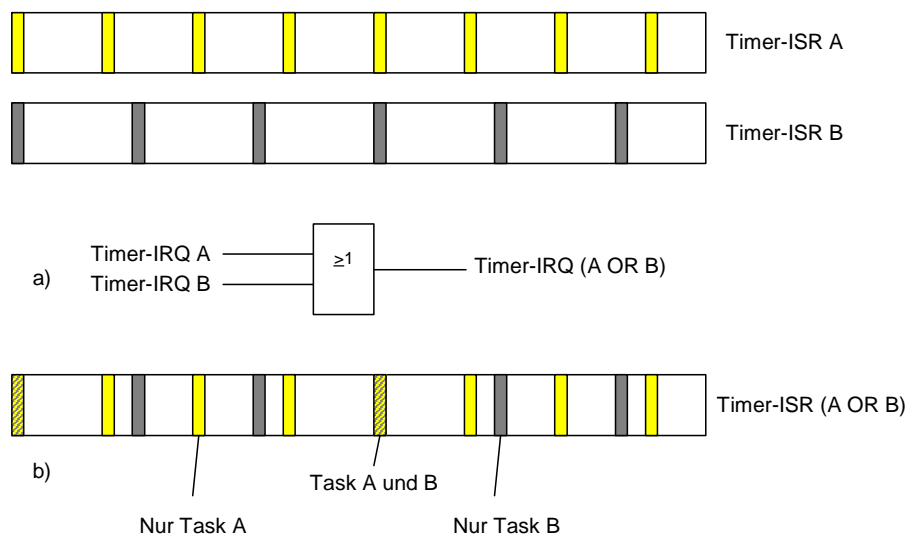 Timer-ISR A
Timer-ISR B
Timer-IRQ A
≥1
Timer-IRQ (A OR B)
a)
Timer-IRQ B
Timer-ISR (A OR B)
b)
Task A und B
Nur Task A
Nur Task B